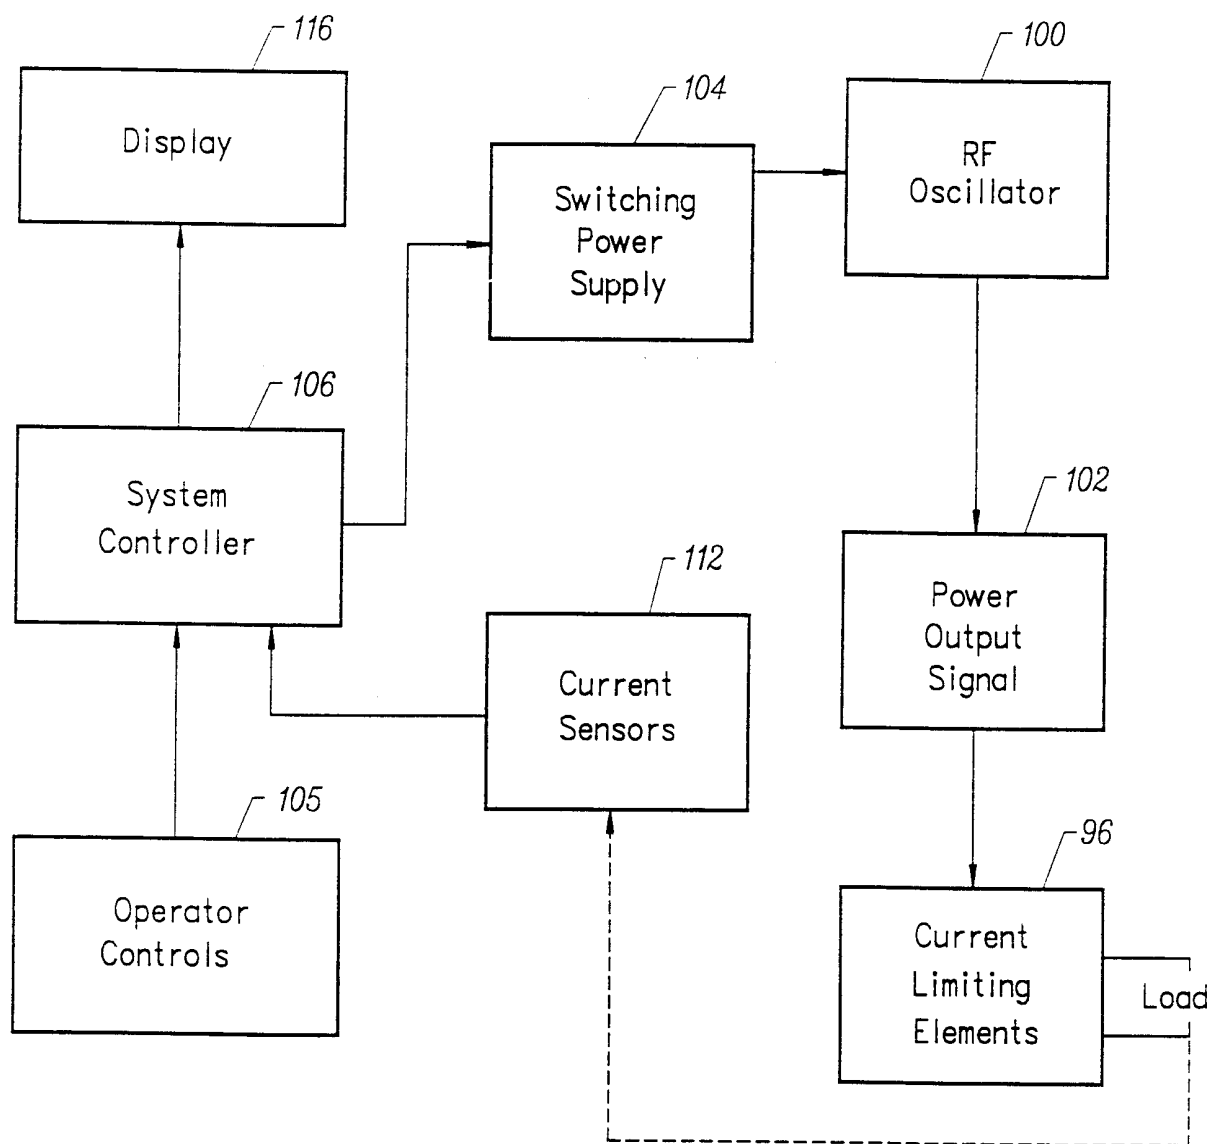 116
Display
104
Switching
Power
Supply
100
RF
Oscillator
106
System
Controller
102
Power
Output
Signal
112
Current
Sensors
105
Operator
Controls
96
Current
Limiting
Elements
Load